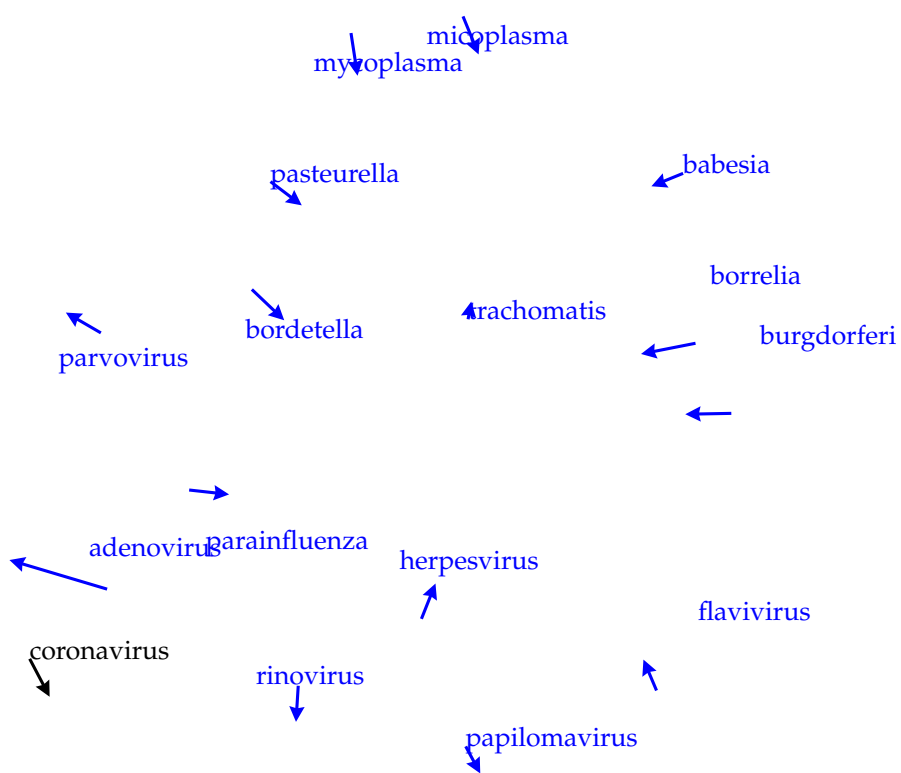 micoplasma
mycoplasma
babesia
pasteurella
borrelia
trachomatis
bordetella
burgdorferi
parvovirus
parainfluenza
adenovirus
herpesvirus
flavivirus
coronavirus
rinovirus
papilomavirus